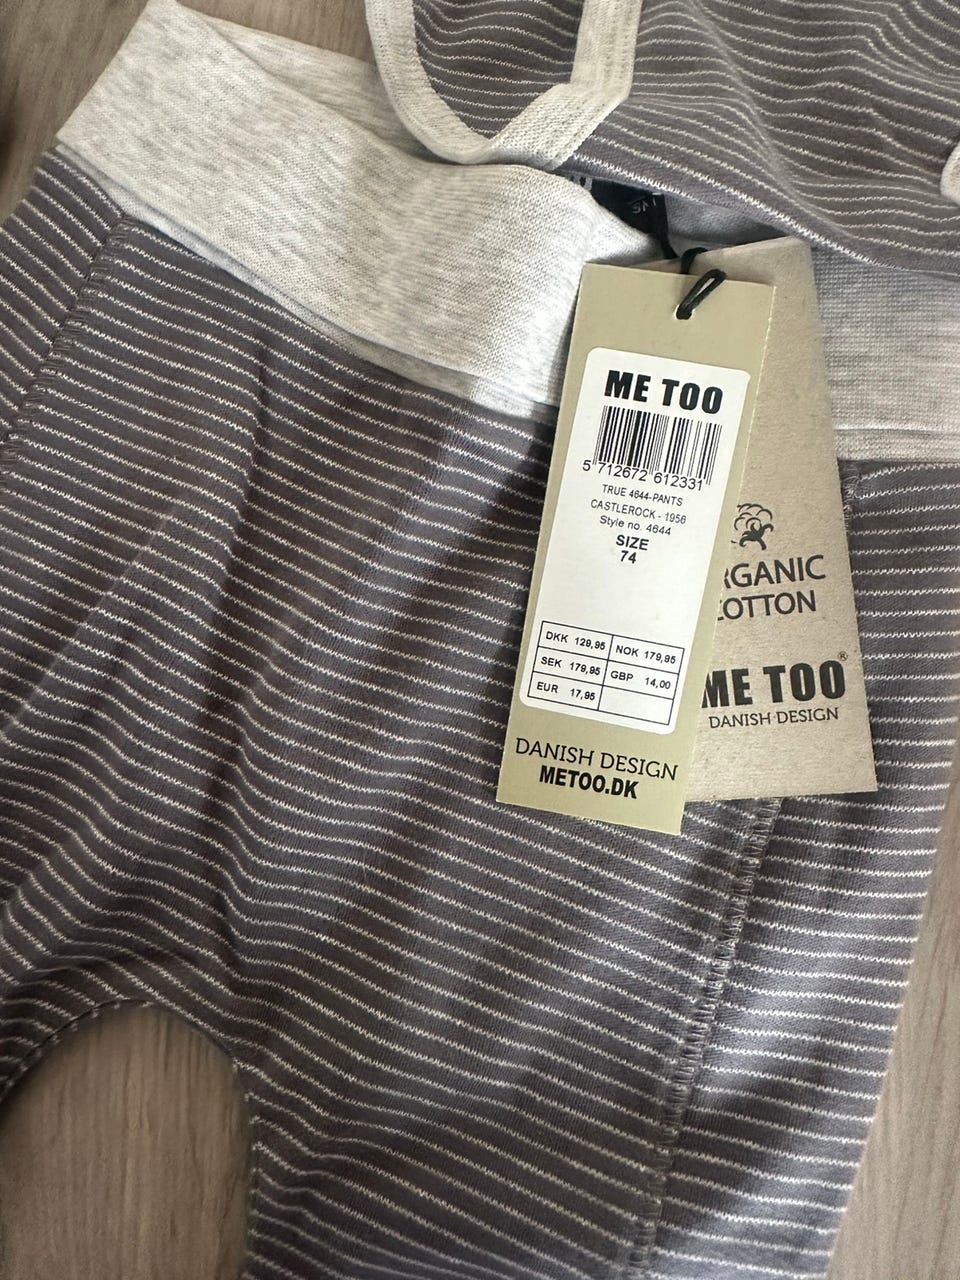 ME TOO
5 712672 612331
TRUE 4644-PANTS
CASTLEROCK - 1956
Style no. 4644
SIZE
74
DKK 129,95 NOK 179,95
SEK 179,95 GBP 14,00
EUR 17,95
DANISH DESIGN
METOO.DK
RGANIC
COTTON
ME TOO®
DANISH DESIGN